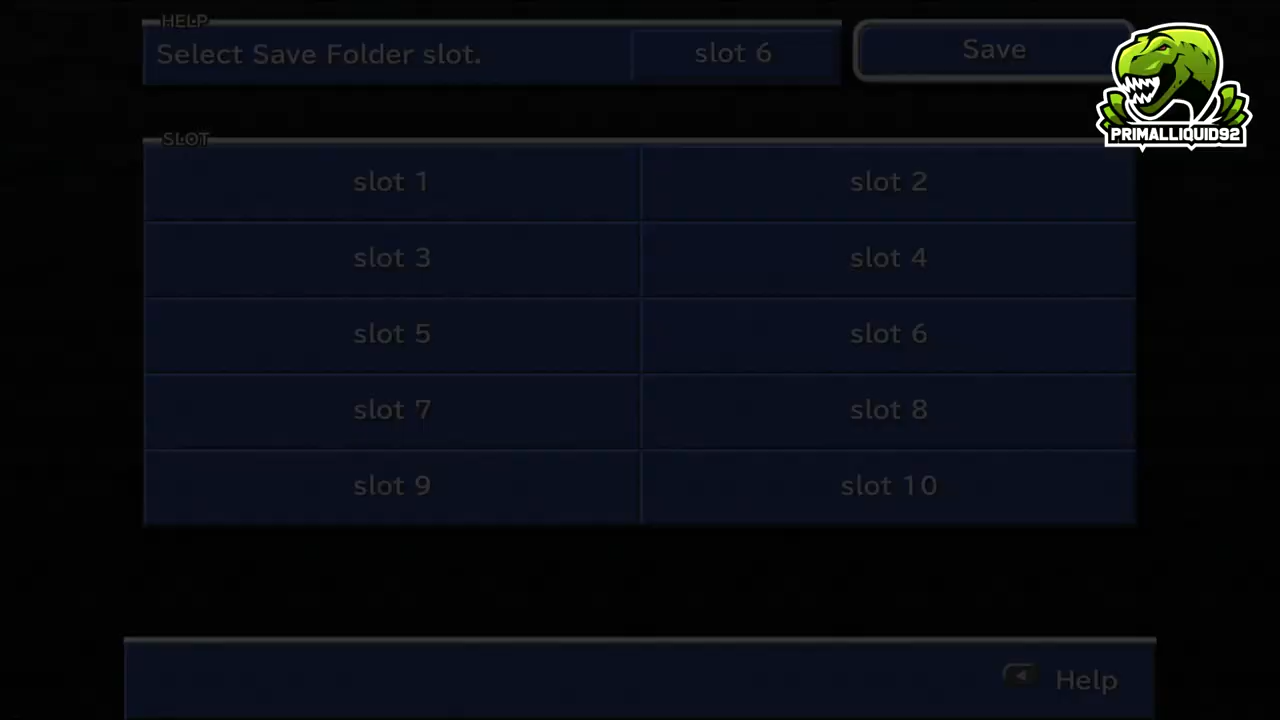 HELP
Select Save Folder slot.
slot 6
Save
PRIMALLIQUID92
SLOT
slot 1
slot 2
slot 3
slot 4
slot 5
slot 6
slot 7
slot 8
slot 9
slot 10
Help